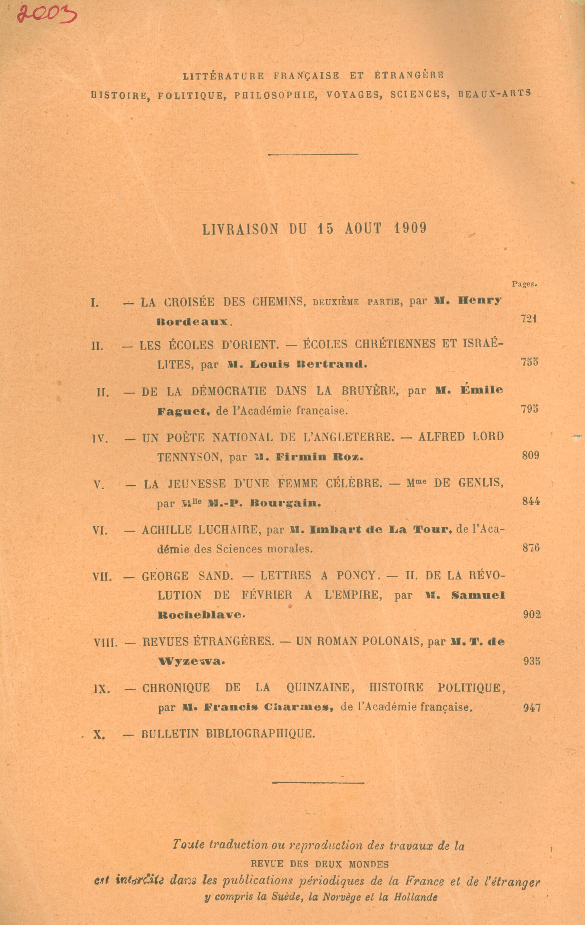 2003
LITTÉRATURE FRANÇAISE ET ÉTRANGÈRE
HISTOIRE, POLITIQUE, PHILOSOPHIE, VOYAGES, SCIENCES, BEAUX-ARTS
LIVRAISON DU 15 AOUT 1909
Pages.
I. — LA CROISÉE DES CHEMINS, DEUXIÈME PARTIE, par M. Henry
Bordeaux. 721
II. — LES ÉCOLES D'ORIENT. — ÉCOLES CHRÉTIENNES ET ISRAÉ-
LITES, par M. Louis Bertrand. 755
II. — DE LA DÉMOCRATIE DANS LA BRUYÈRE, par M. Émile
Faguet, de l'Académie française. 795
IV. — UN POÈTE NATIONAL DE L'ANGLETERRE. — ALFRED LORD
TENNYSON, par M. Firmin Roz. 809
V. — LA JEUNESSE D'UNE FEMME CÉLÈBRE. — Mme DE GENLIS,
par Mlle M.-P. Bourgain. 844
VI. — ACHILLE LUCHAIRE, par M. Imbart de La Tour, de l'Aca-
démie des Sciences morales. 876
VII. — GEORGE SAND. — LETTRES A PONCY. — II. DE LA RÉVO-
LUTION DE FÉVRIER A L'EMPIRE, par M. Samuel
Rocheblave. 902
VIII. — REVUES ÉTRANGÈRES. — UN ROMAN POLONAIS, par M. T. de
Wyzewa. 935
IX. — CHRONIQUE DE LA QUINZAINE, HISTOIRE POLITIQUE,
par M. Francis Charmes, de l'Académie française. 947
X. — BULLETIN BIBLIOGRAPHIQUE.
Toute traduction ou reproduction des travaux de la
REVUE DES DEUX MONDES
est interdite dans les publications périodiques de la France et de l'étranger
y compris la Suède, la Norvège et la Hollande